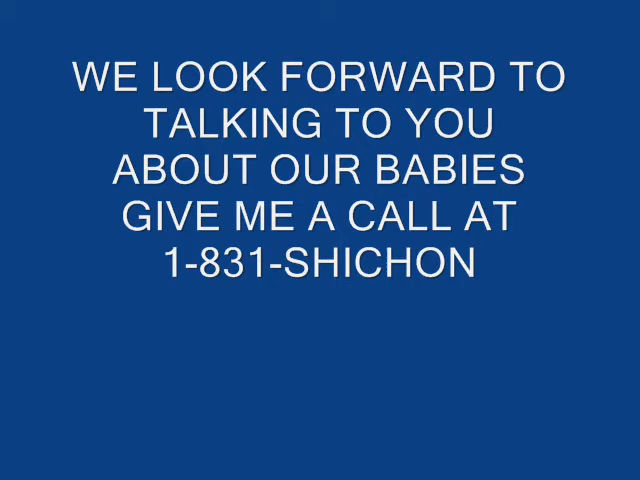 WE LOOK FORWARD TO
TALKING TO YOU
ABOUT OUR BABIES
GIVE ME A CALL AT
1-831-SHICHON